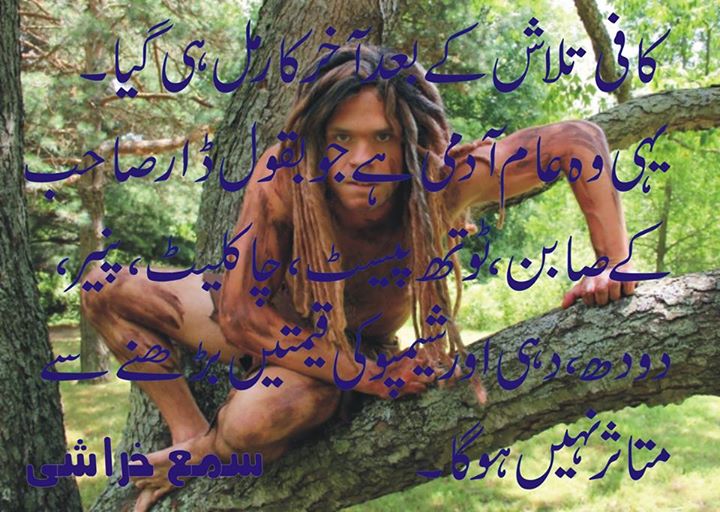 کافی تلاش کے بعد آخر کار مل ہی گیا۔
یہی وہ عام آدمی ہے جو بقول ڈار صاحب
کے صابن، ٹوتھ پیسٹ، چاکلیٹ، پنیر،
دودھ، دہی اور شیمپو کی قیمتیں بڑھنے سے
متاثر نہیں ہوگا۔
سمع خراشی